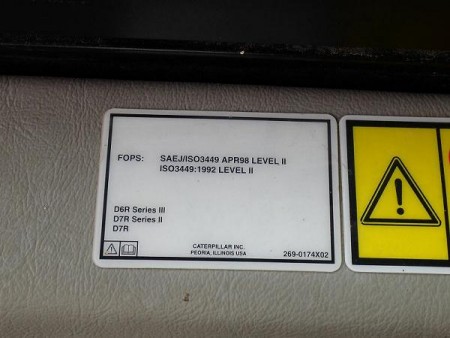 FOPS: SAEJ/ISO3449 APR98 LEVEL II
ISO3449:1992 LEVEL II
D6R Series III
D7R Series II
D7R
CATERPILLAR INC.
PEORIA, ILLINOIS USA
269-0174X02